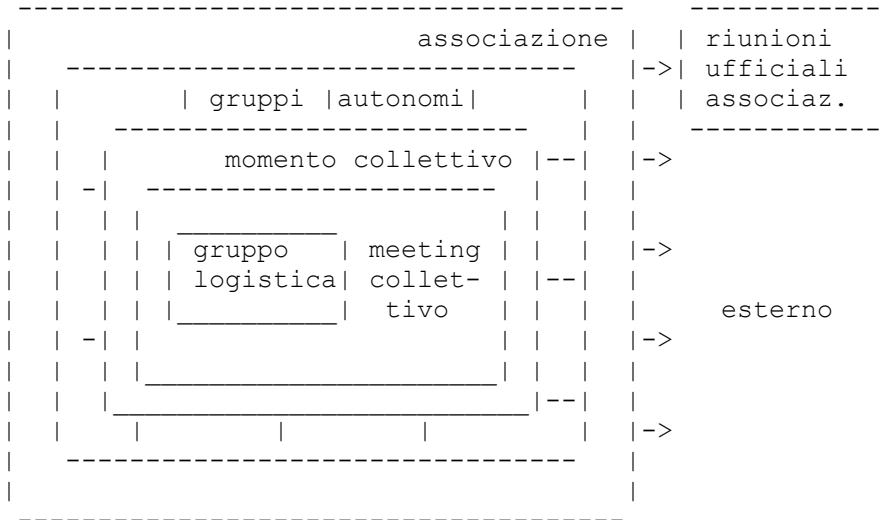 associazione
riunioni
ufficiali
gruppi autonomi
associaz.
momento collettivo
gruppo meeting
logistica collet-
tivo esterno